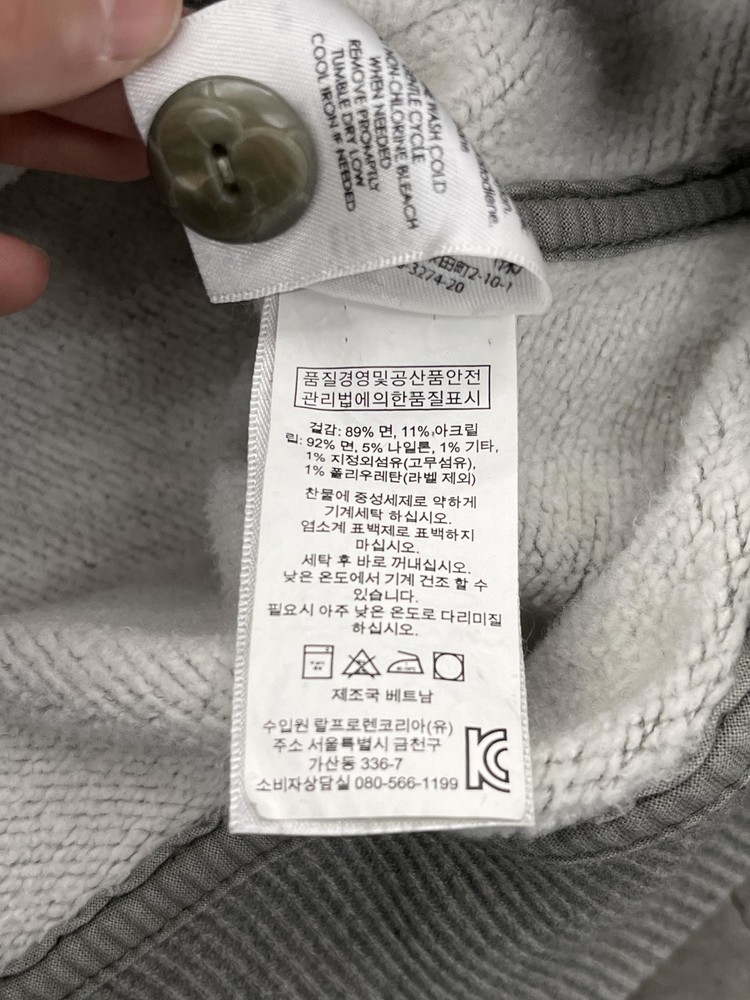 WASH COLD
GENTLE CYCLE
NON-CHLORINE BLEACH
WHEN NEEDED
REMOVE PROMPTLY
TUMBLE DRY LOW
COOL IRON IF NEEDED
町2-10-1
3274-20
품질경영및공산품안전
관리법에의한품질표시
겉감: 89% 면, 11% 아크릴
립: 92% 면, 5% 나일론, 1% 기타,
1% 지정외섬유(고무섬유),
1% 폴리우레탄(라벨 제외)
찬물에 중성세제로 약하게
기계세탁 하십시오.
염소계 표백제로 표백하지
마십시오.
세탁 후 바로 꺼내십시오.
낮은 온도에서 기계 건조 할 수
있습니다.
필요시 아주 낮은 온도로 다리미질
하십시오.
제조국 베트남
수입원 랄프로렌코리아(유)
주소 서울특별시 금천구
가산동 336-7
소비자상담실 080-566-1199